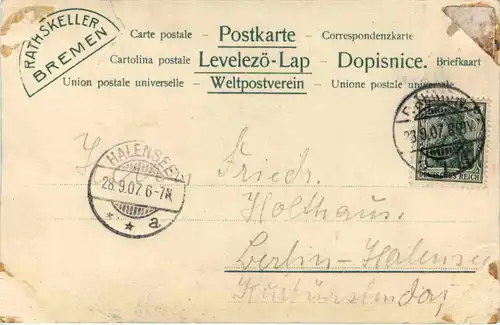 RATHSKELLER
BREMEN
Carte postale – Postkarte – Correspondenzkarte
Cartolina postale – Levelezö-Lap – Dopisnice. Briefkaart
Union postale universelle – Weltpostverein – Unione postale universale
28.9.07
DEUTSCHES REICH
HALENSEE
28.9.07. 6-7N
* * a
H
Friedr.
Holthaus.
Berlin-Halensee